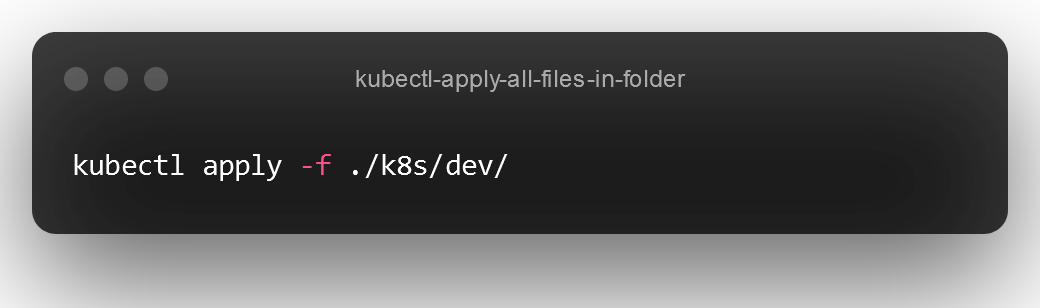 kubectl-apply-all-files-in-folder
kubectl apply -f ./k8s/dev/